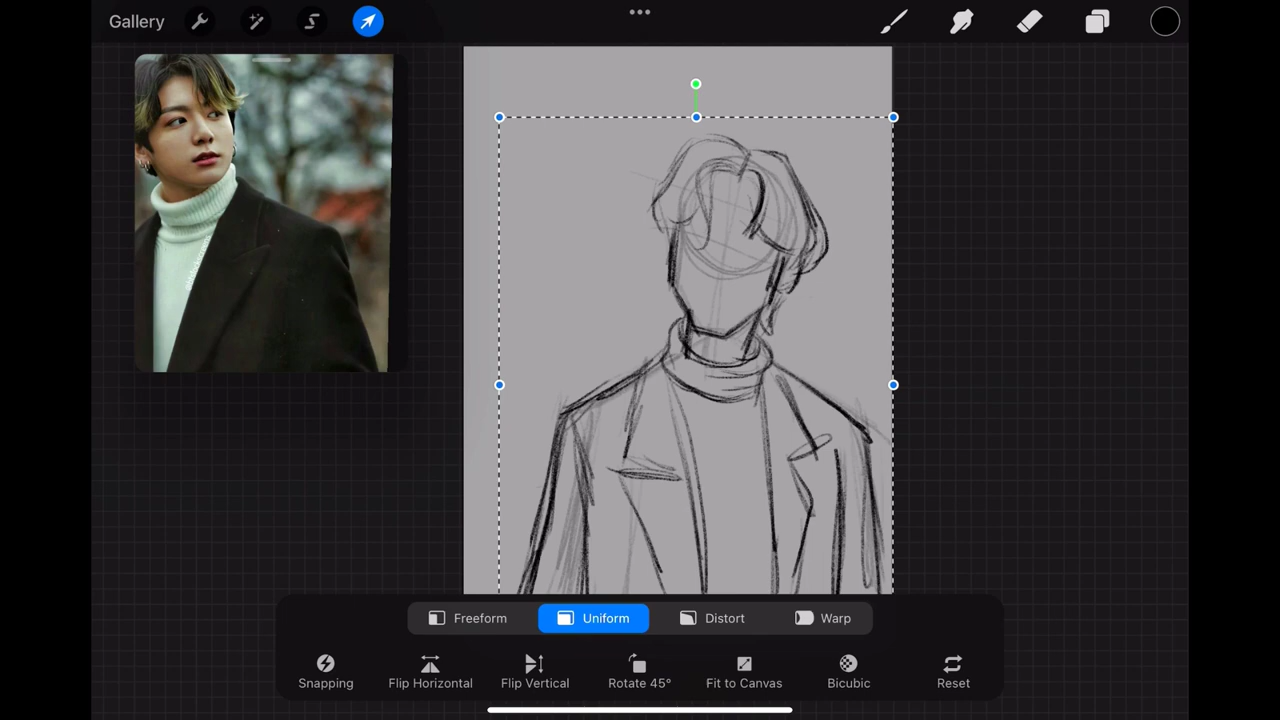 Gallery
Freeform Uniform Distort Warp
Snapping Flip Horizontal Flip Vertical Rotate 45° Fit to Canvas Bicubic Reset